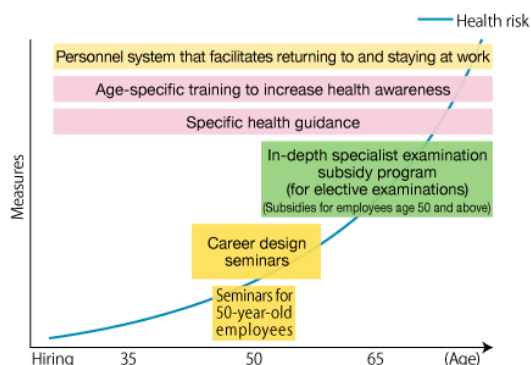 Health risk
Personnel system that facilitates returning to and staying at work
Age-specific training to increase health awareness
Specific health guidance
In-depth specialist examination
subsidy program
(for elective examinations)
(Subsidies for employees age 50 and above)
Career design
seminars
Seminars for
50-year-old
employees
Measures
Hiring 35 50 65 (Age)